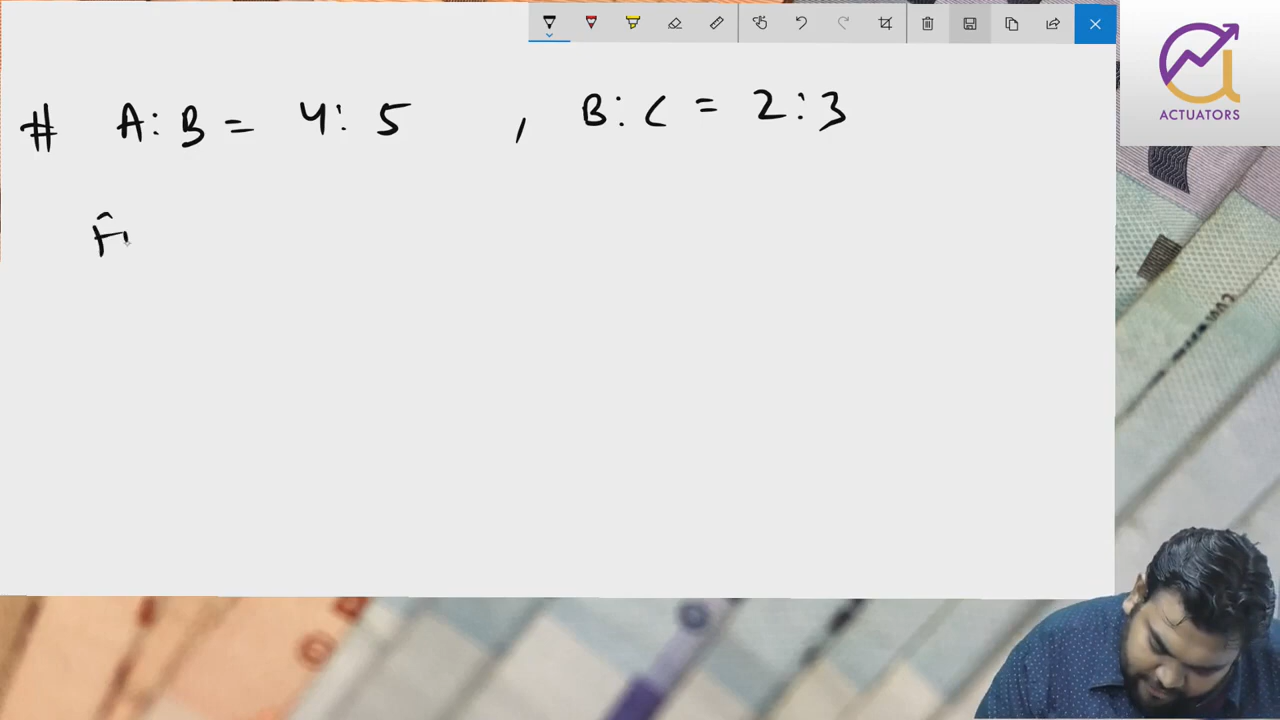 # A:B = 4:5 , B:C = 2:3
ACTUATORS